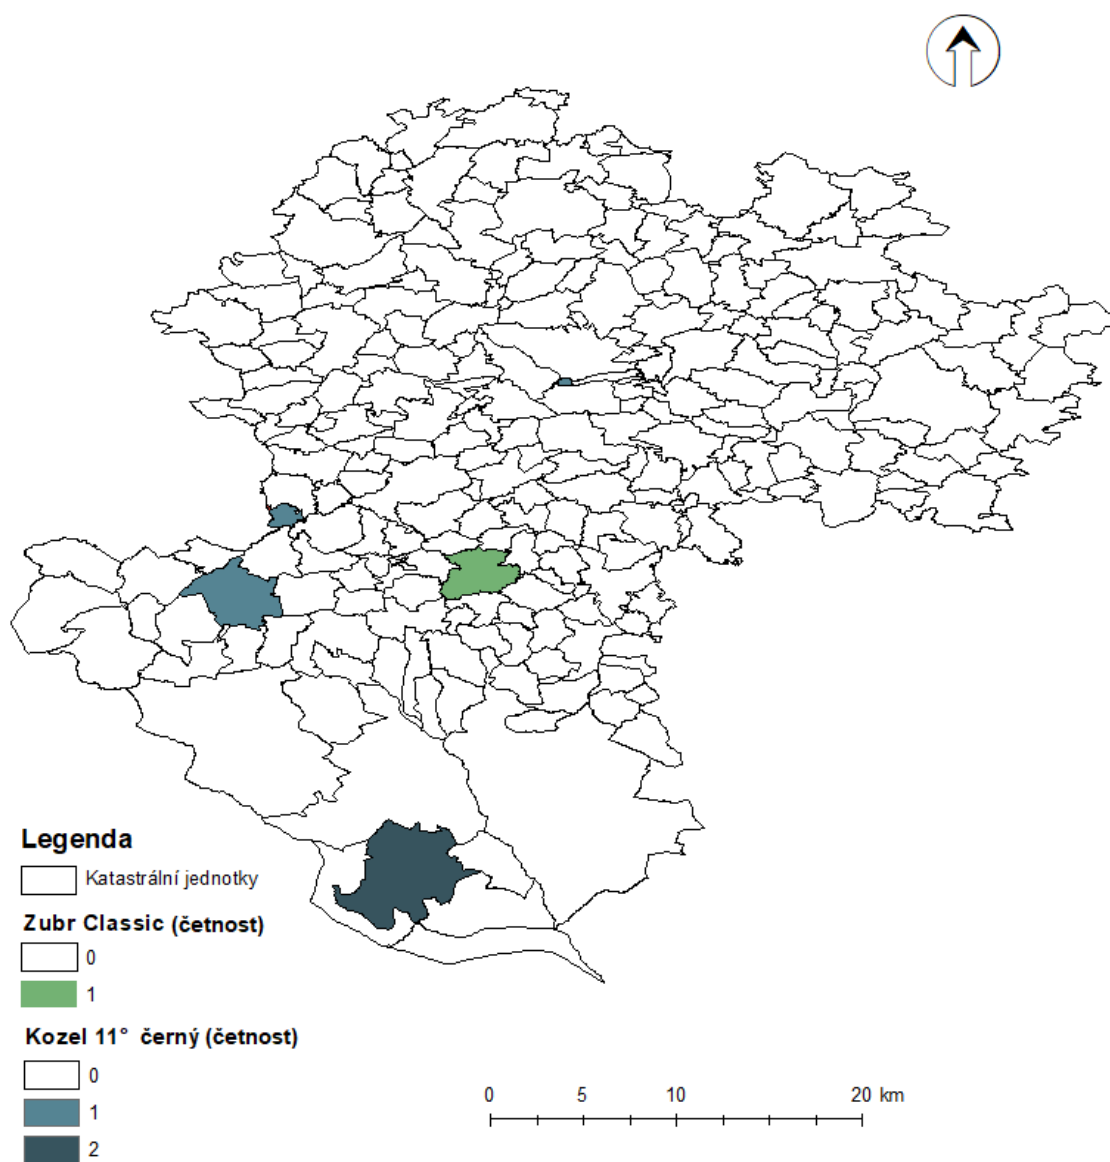 Legenda
Katastrální jednotky
Zubr Classic (četnost)
0
1
Kozel 11° černý (četnost)
0
1
2
0 5 10 20 km